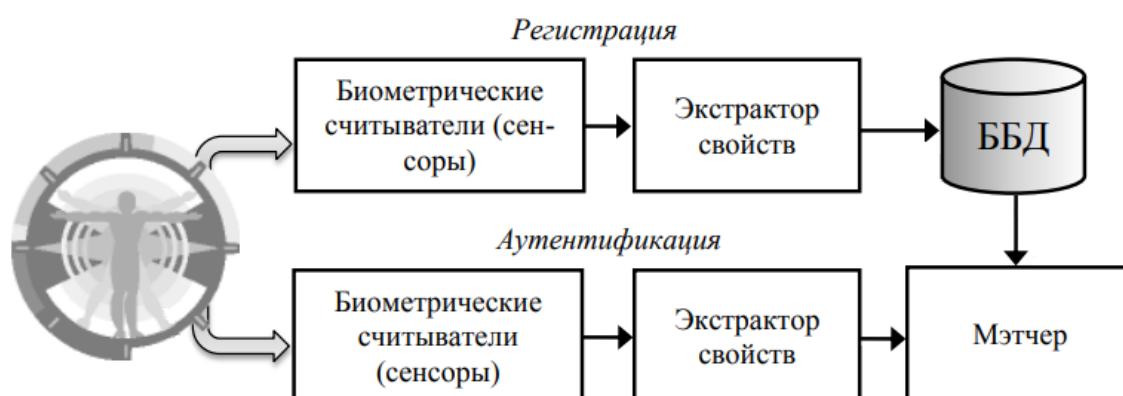 Регистрация
Биометрические
считыватели (сен-
соры)
Экстрактор
свойств
ББД
Аутентификация
Биометрические
считыватели
(сенсоры)
Экстрактор
свойств
Мэтчер